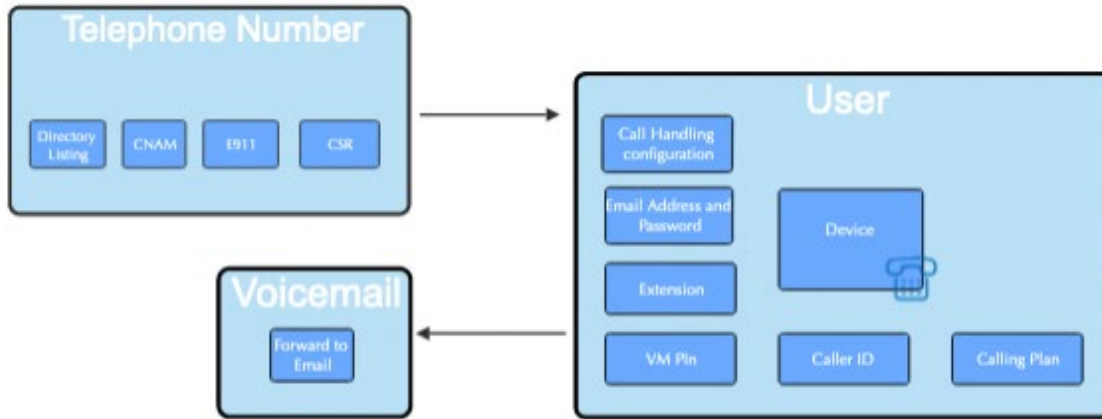 Telephone Number
Directory
Listing
CNAM
E911
CSR
User
Call Handling
configuration
Email Address and
Password
Device
Extension
VM Pin
Caller ID
Calling Plan
Voicemail
Forward to
Email